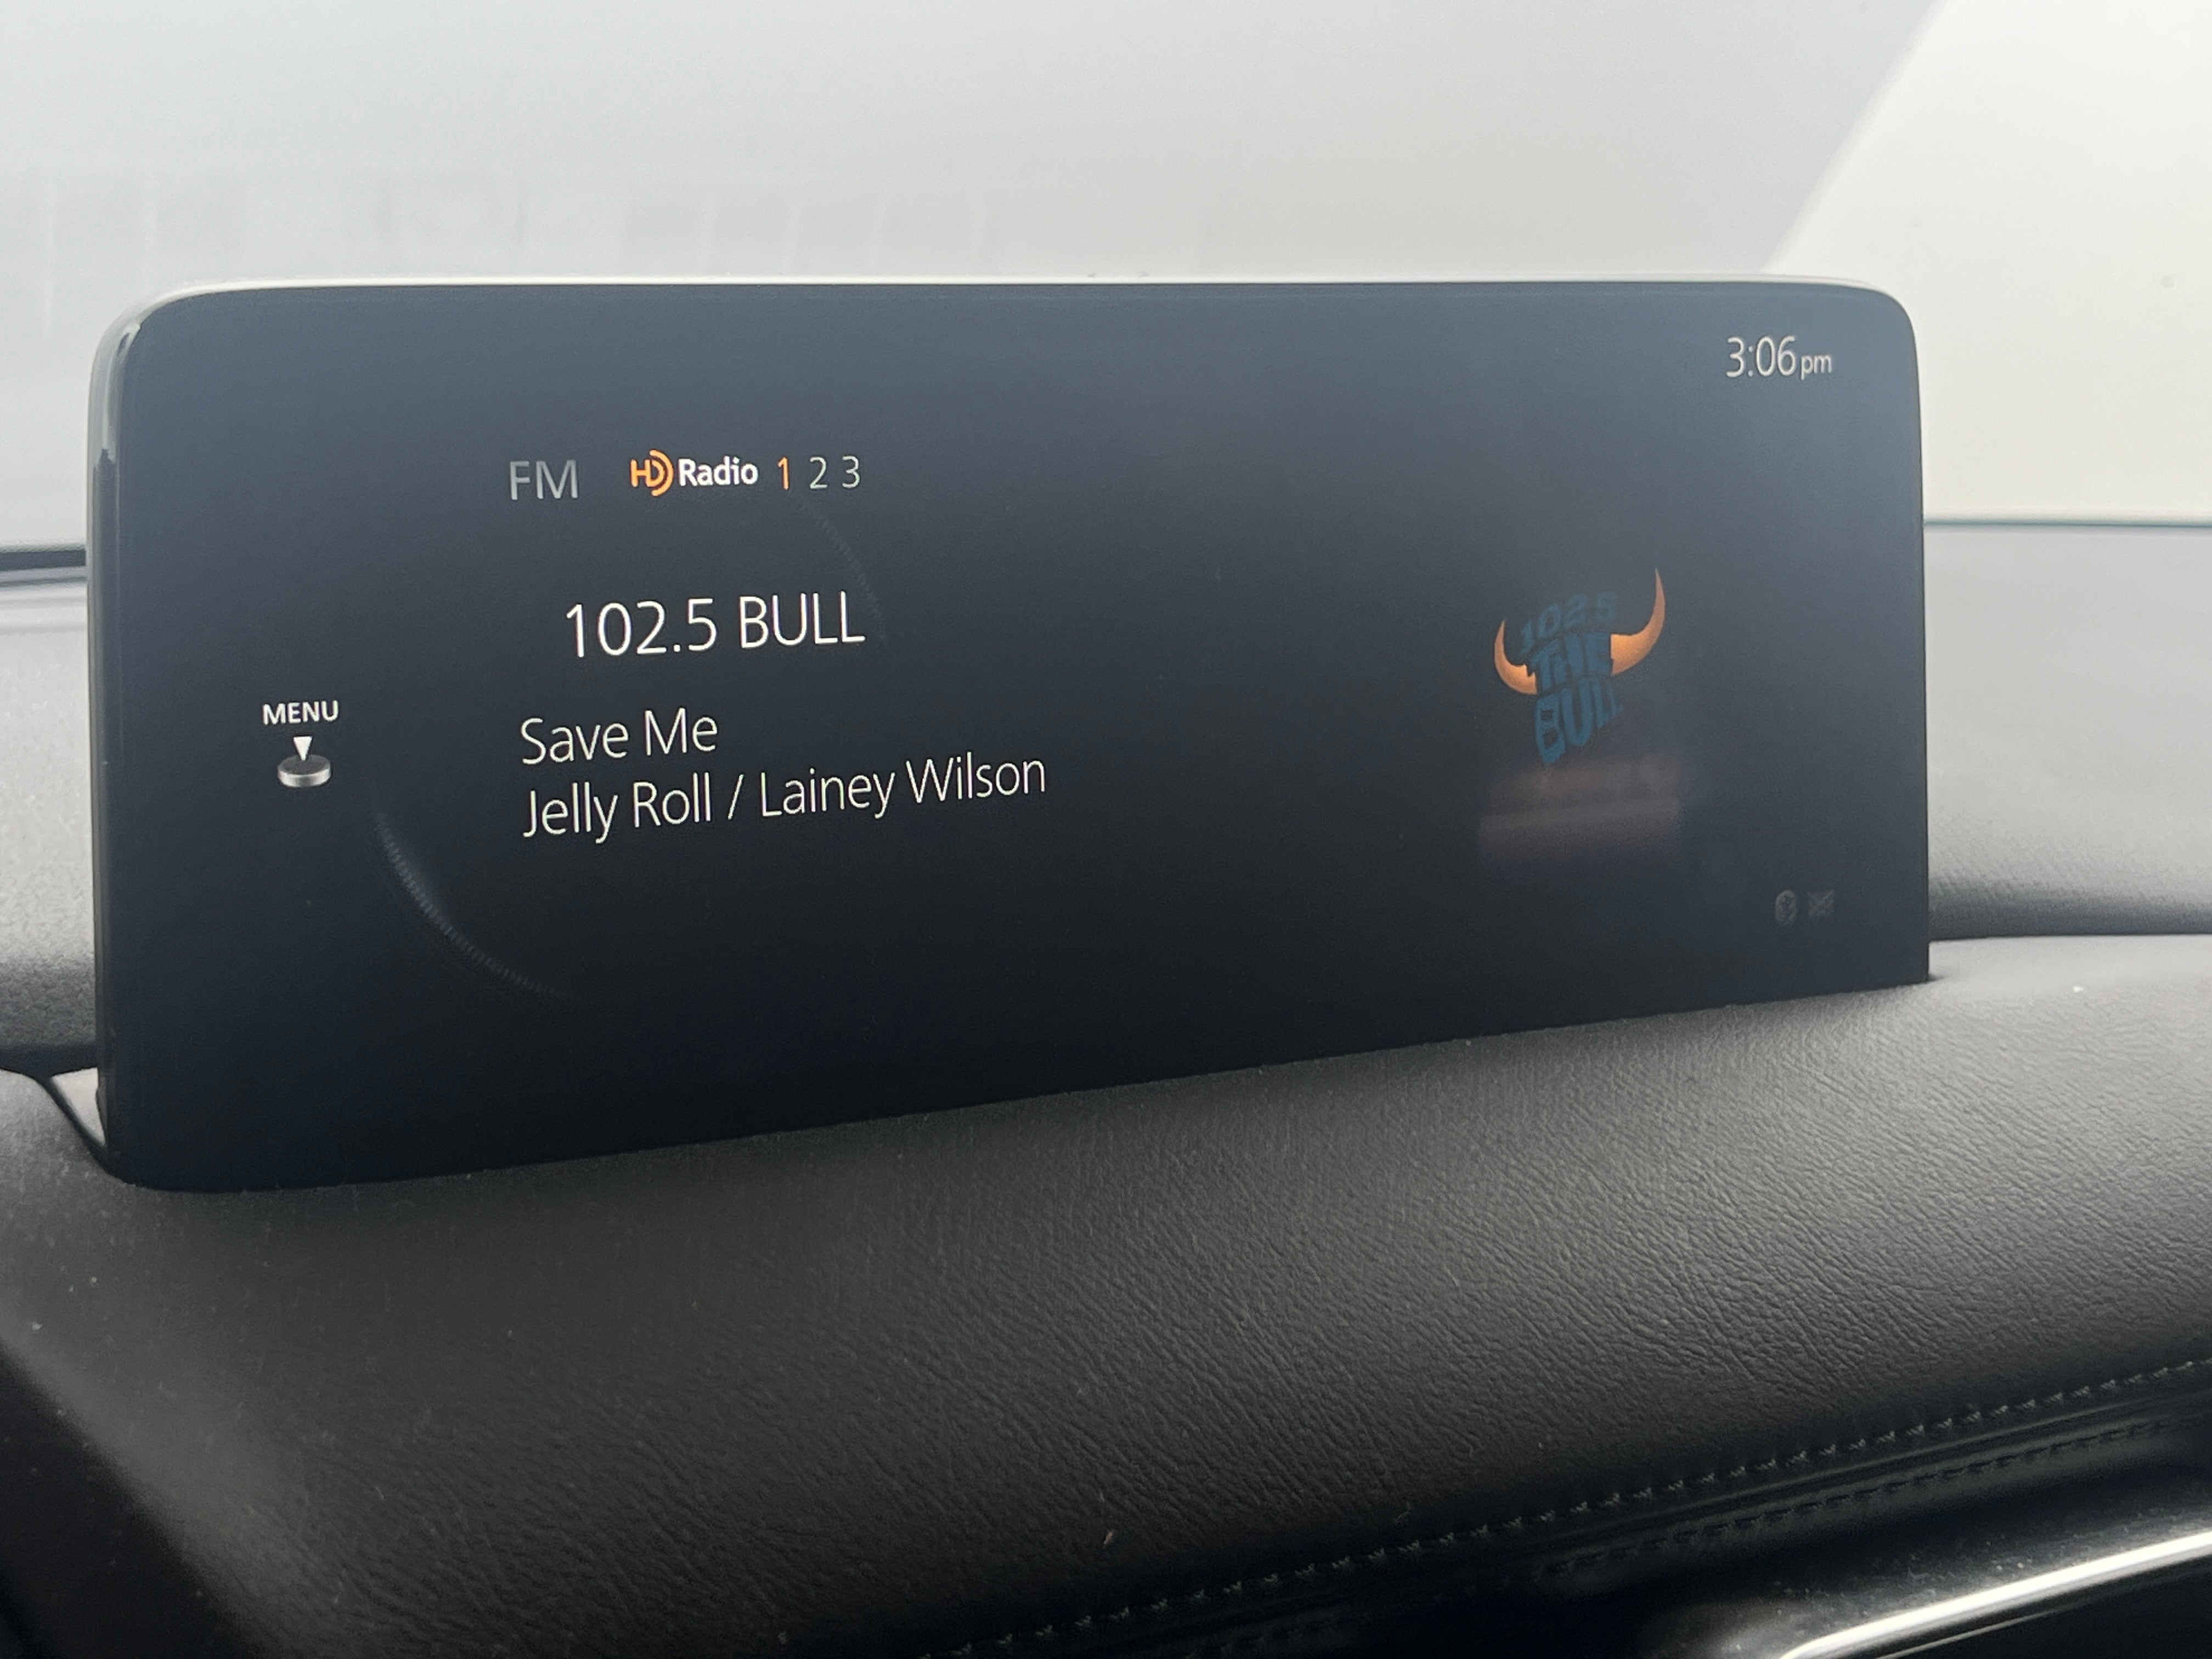 3:06pm
FM HD Radio 1 2 3
102.5 BULL
MENU
Save Me
Jelly Roll / Lainey Wilson
102.5
THE
BULL